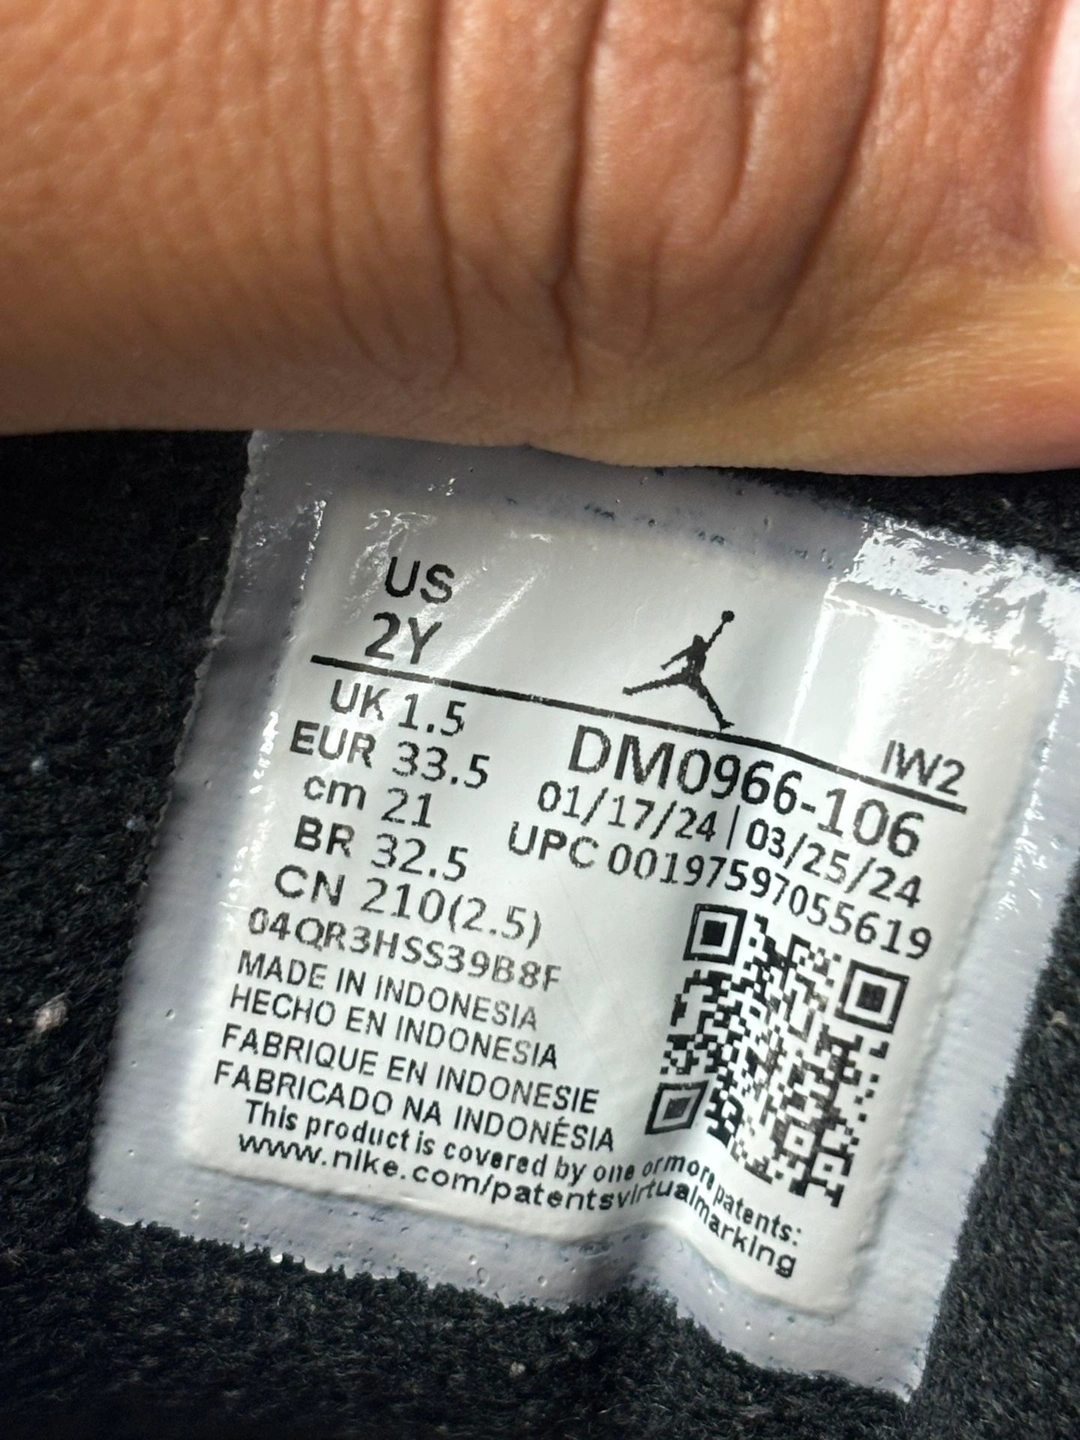 US
2Y
UK 1.5
EUR 33.5
cm 21
BR 32.5
CN 210(2.5)
04QR3HSS39B8F
IW2
DM0966-106
01/17/24 | 03/25/24
UPC 00197597055619
MADE IN INDONESIA
HECHO EN INDONESIA
FABRIQUE EN INDONESIE
FABRICADO NA INDONÉSIA
This product is covered by one or more patents:
www.nike.com/patentsvirtualmarking